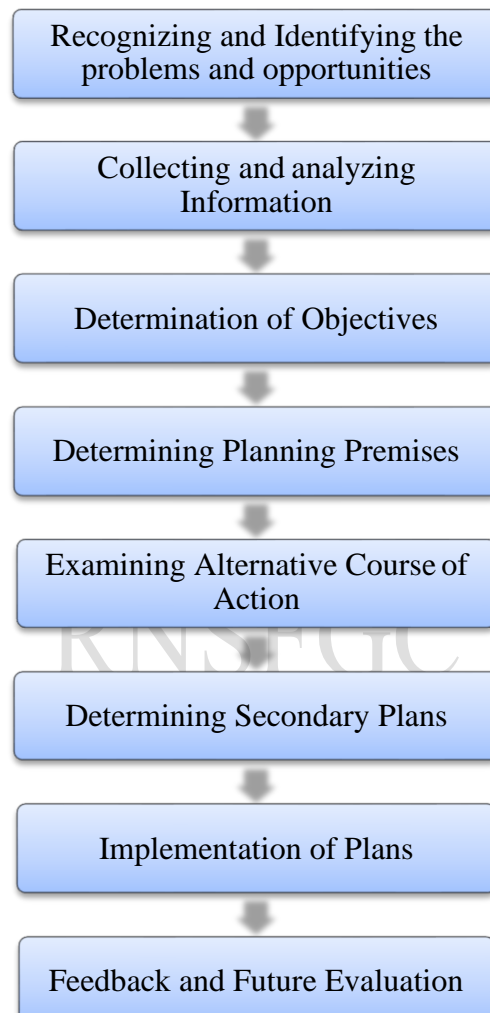 Recognizing and Identifying the
problems and opportunities
Collecting and analyzing
Information
Determination of Objectives
Determining Planning Premises
Examining Alternative Course of
Action
RNSFGC
Determining Secondary Plans
Implementation of Plans
Feedback and Future Evaluation